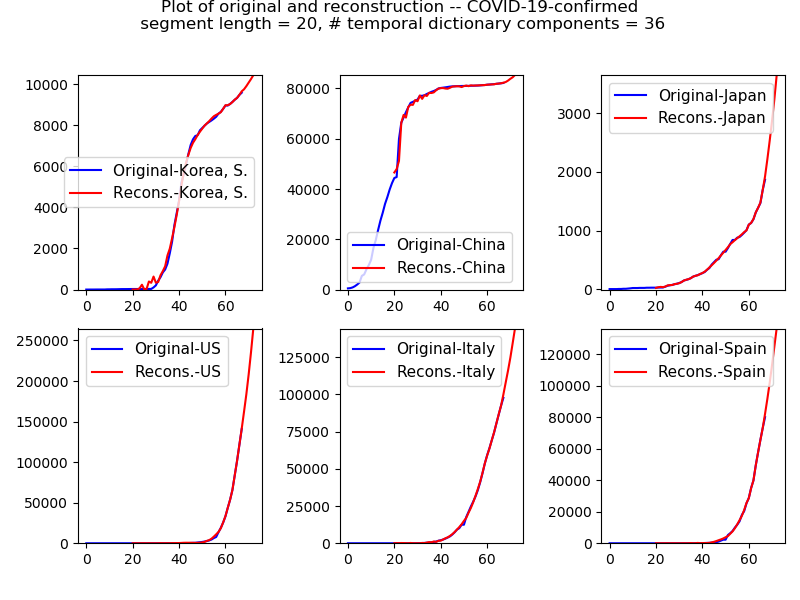 Plot of original and reconstruction -- COVID-19-confirmed
segment length = 20, # temporal dictionary components = 36
10000
8000
6000
4000
2000
0
Original-Korea, S.
Recons.-Korea, S.
0 20 40 60
80000
60000
40000
20000
0
Original-China
Recons.-China
0 20 40 60
3000
2000
1000
0
Original-Japan
Recons.-Japan
0 20 40 60
250000
200000
150000
100000
50000
0
Original-US
Recons.-US
0 20 40 60
125000
100000
75000
50000
25000
0
Original-Italy
Recons.-Italy
0 20 40 60
120000
100000
80000
60000
40000
20000
0
Original-Spain
Recons.-Spain
0 20 40 60